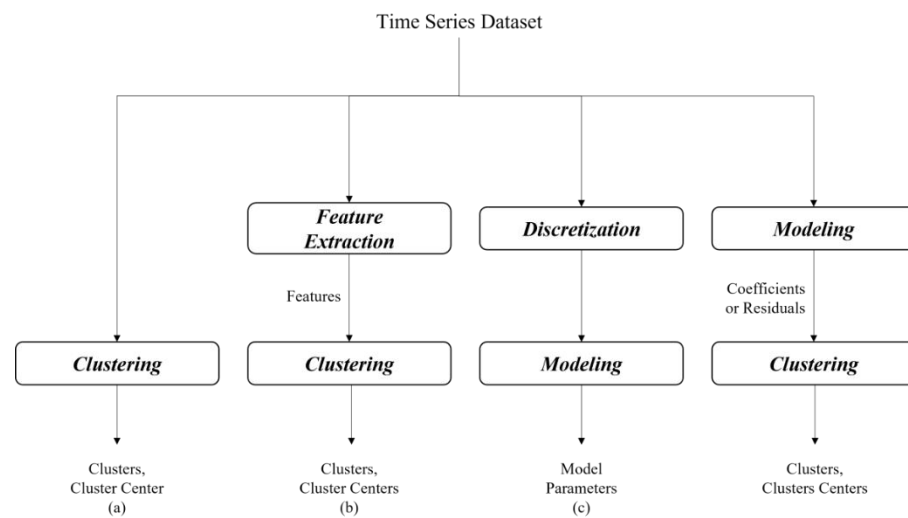 Time Series Dataset
Feature
Extraction
Discretization
Modeling
Features
Coefficients
or Residuals
Clustering
Clustering
Modeling
Clustering
Clusters,
Cluster Center
(a)
Clusters,
Cluster Centers
(b)
Model
Parameters
(c)
Clusters,
Clusters Centers